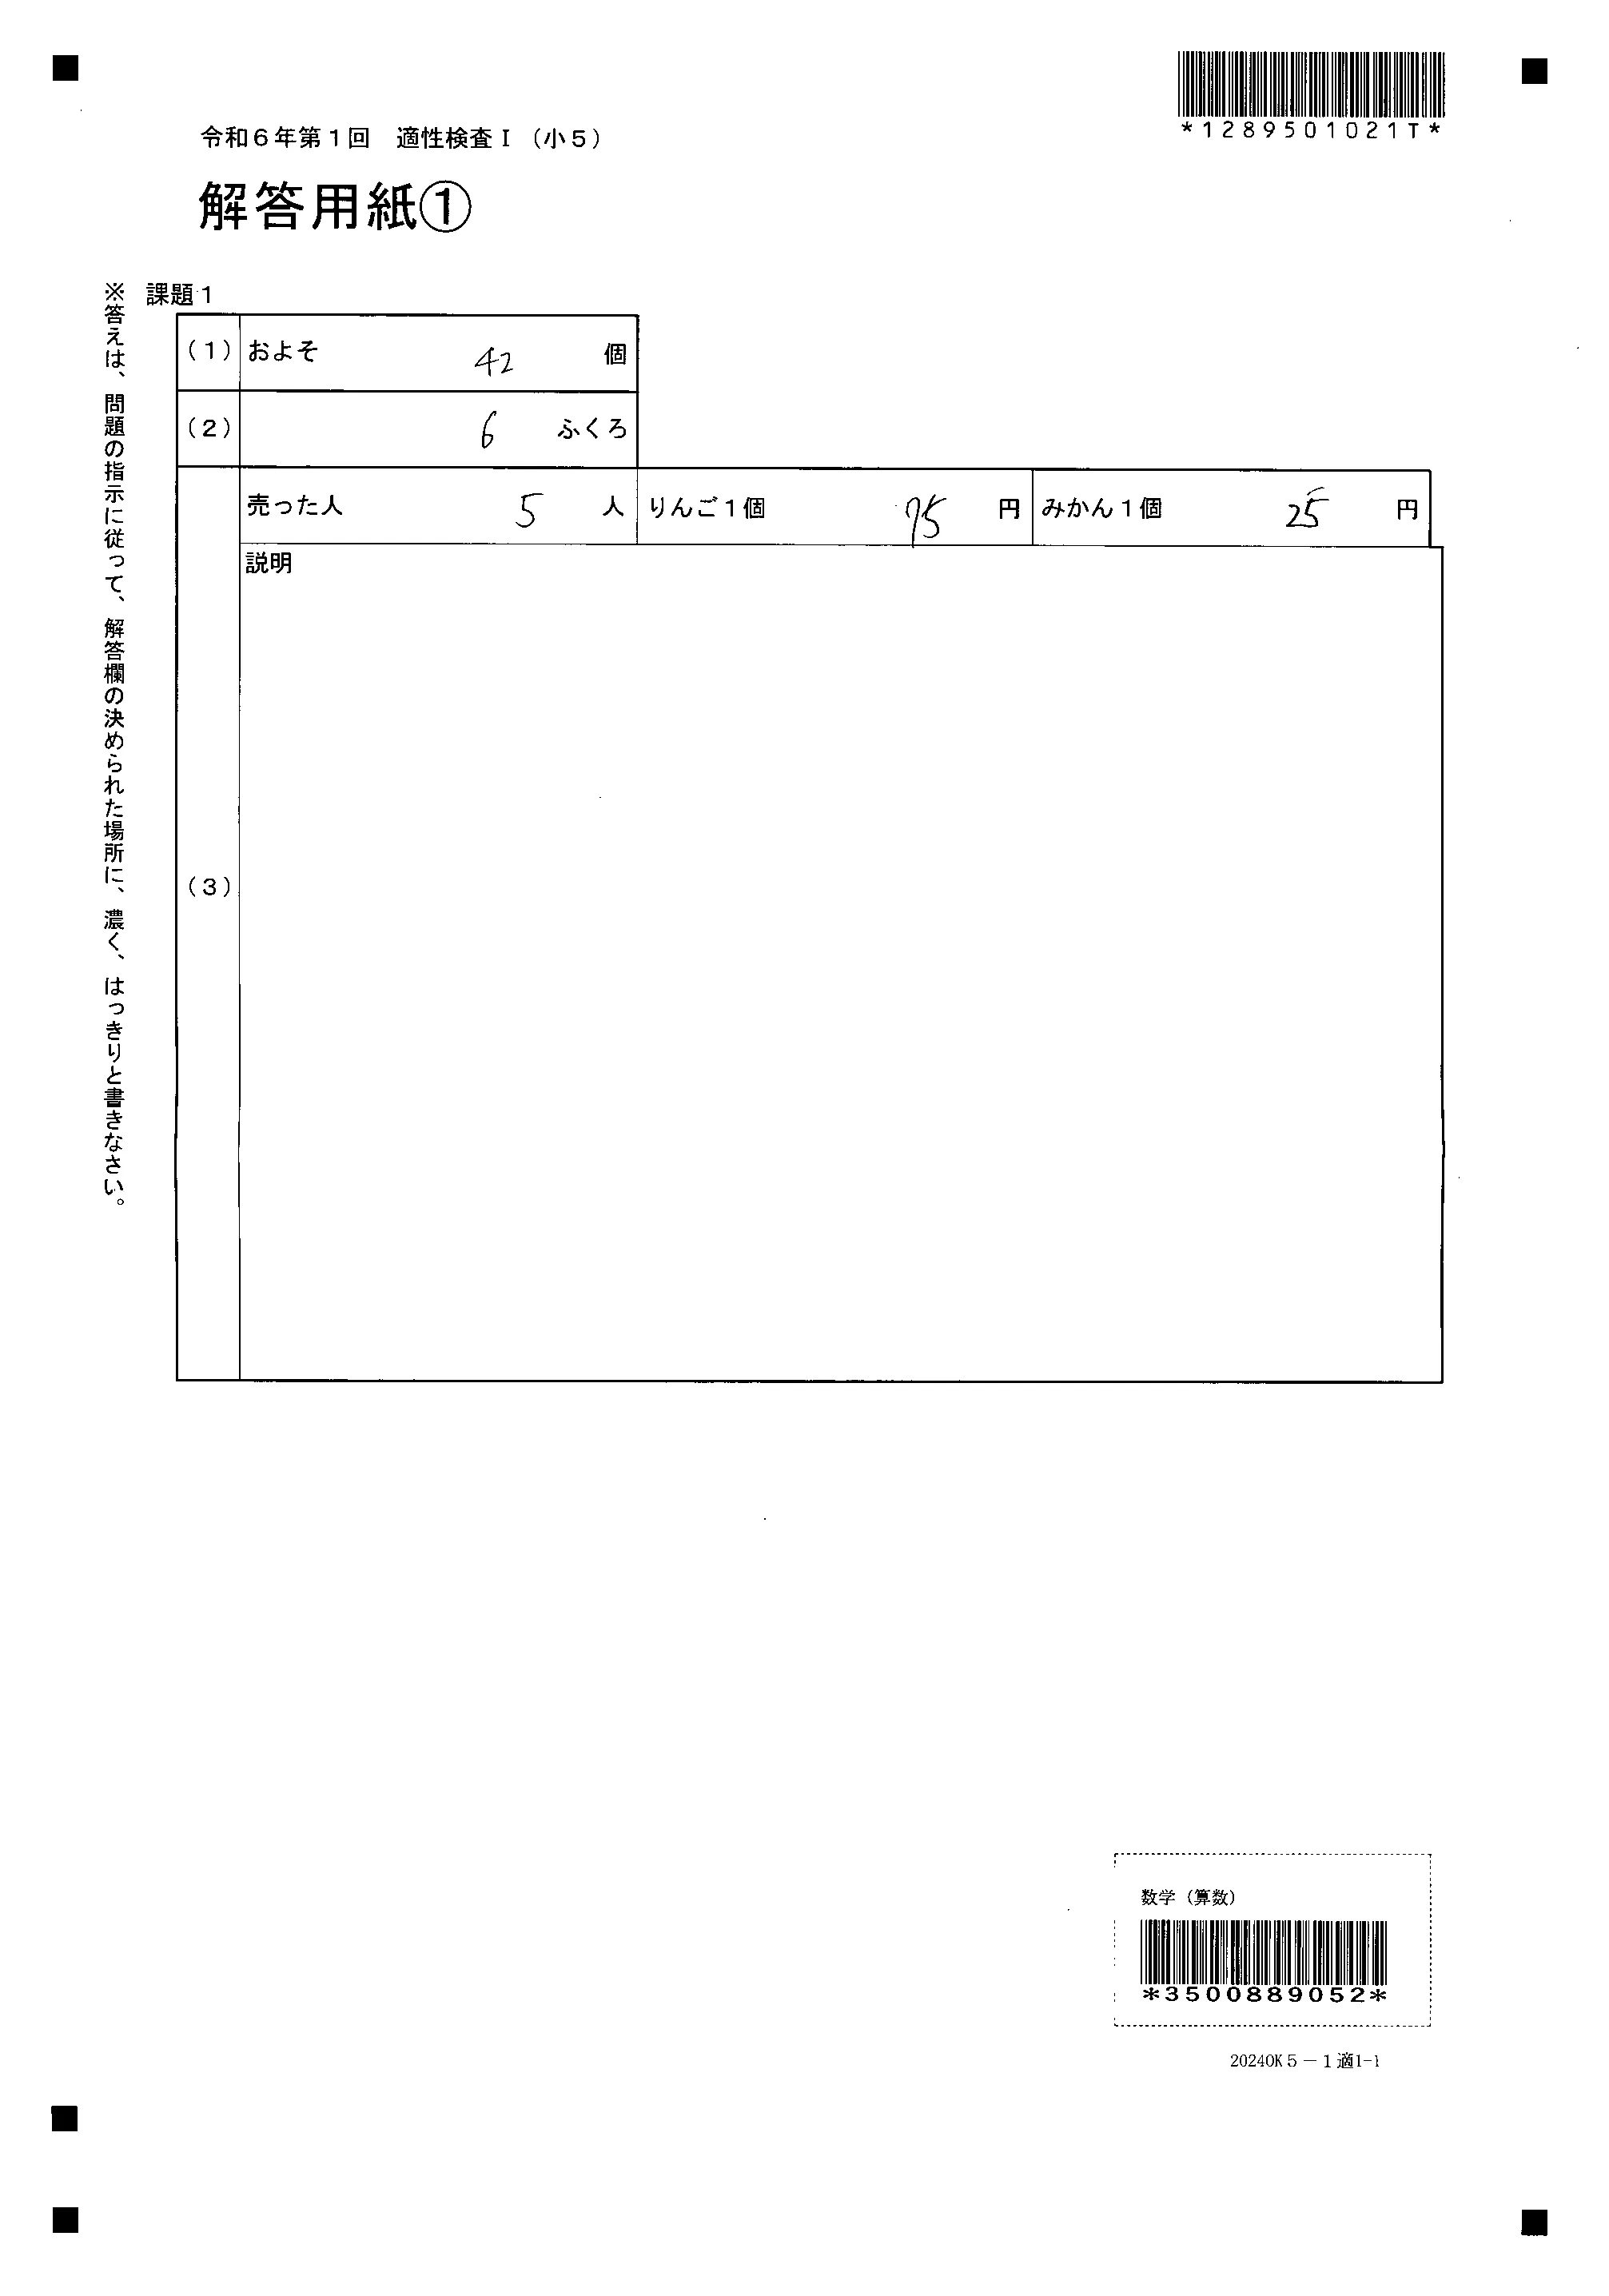 *1289501021T*
令和6年第1回　適性検査Ⅰ（小5）
解答用紙①
※答えは、問題の指示に従って、解答欄の決められた場所に、濃く、はっきりと書きなさい。
課題1
(1) およそ 42 個
(2) 6 ふくろ
(3)
売った人 5 人 りんご1個 75 円 みかん1個 25 円
説明
数学（算数）
*3500889052*
2024OK5－1適1-1